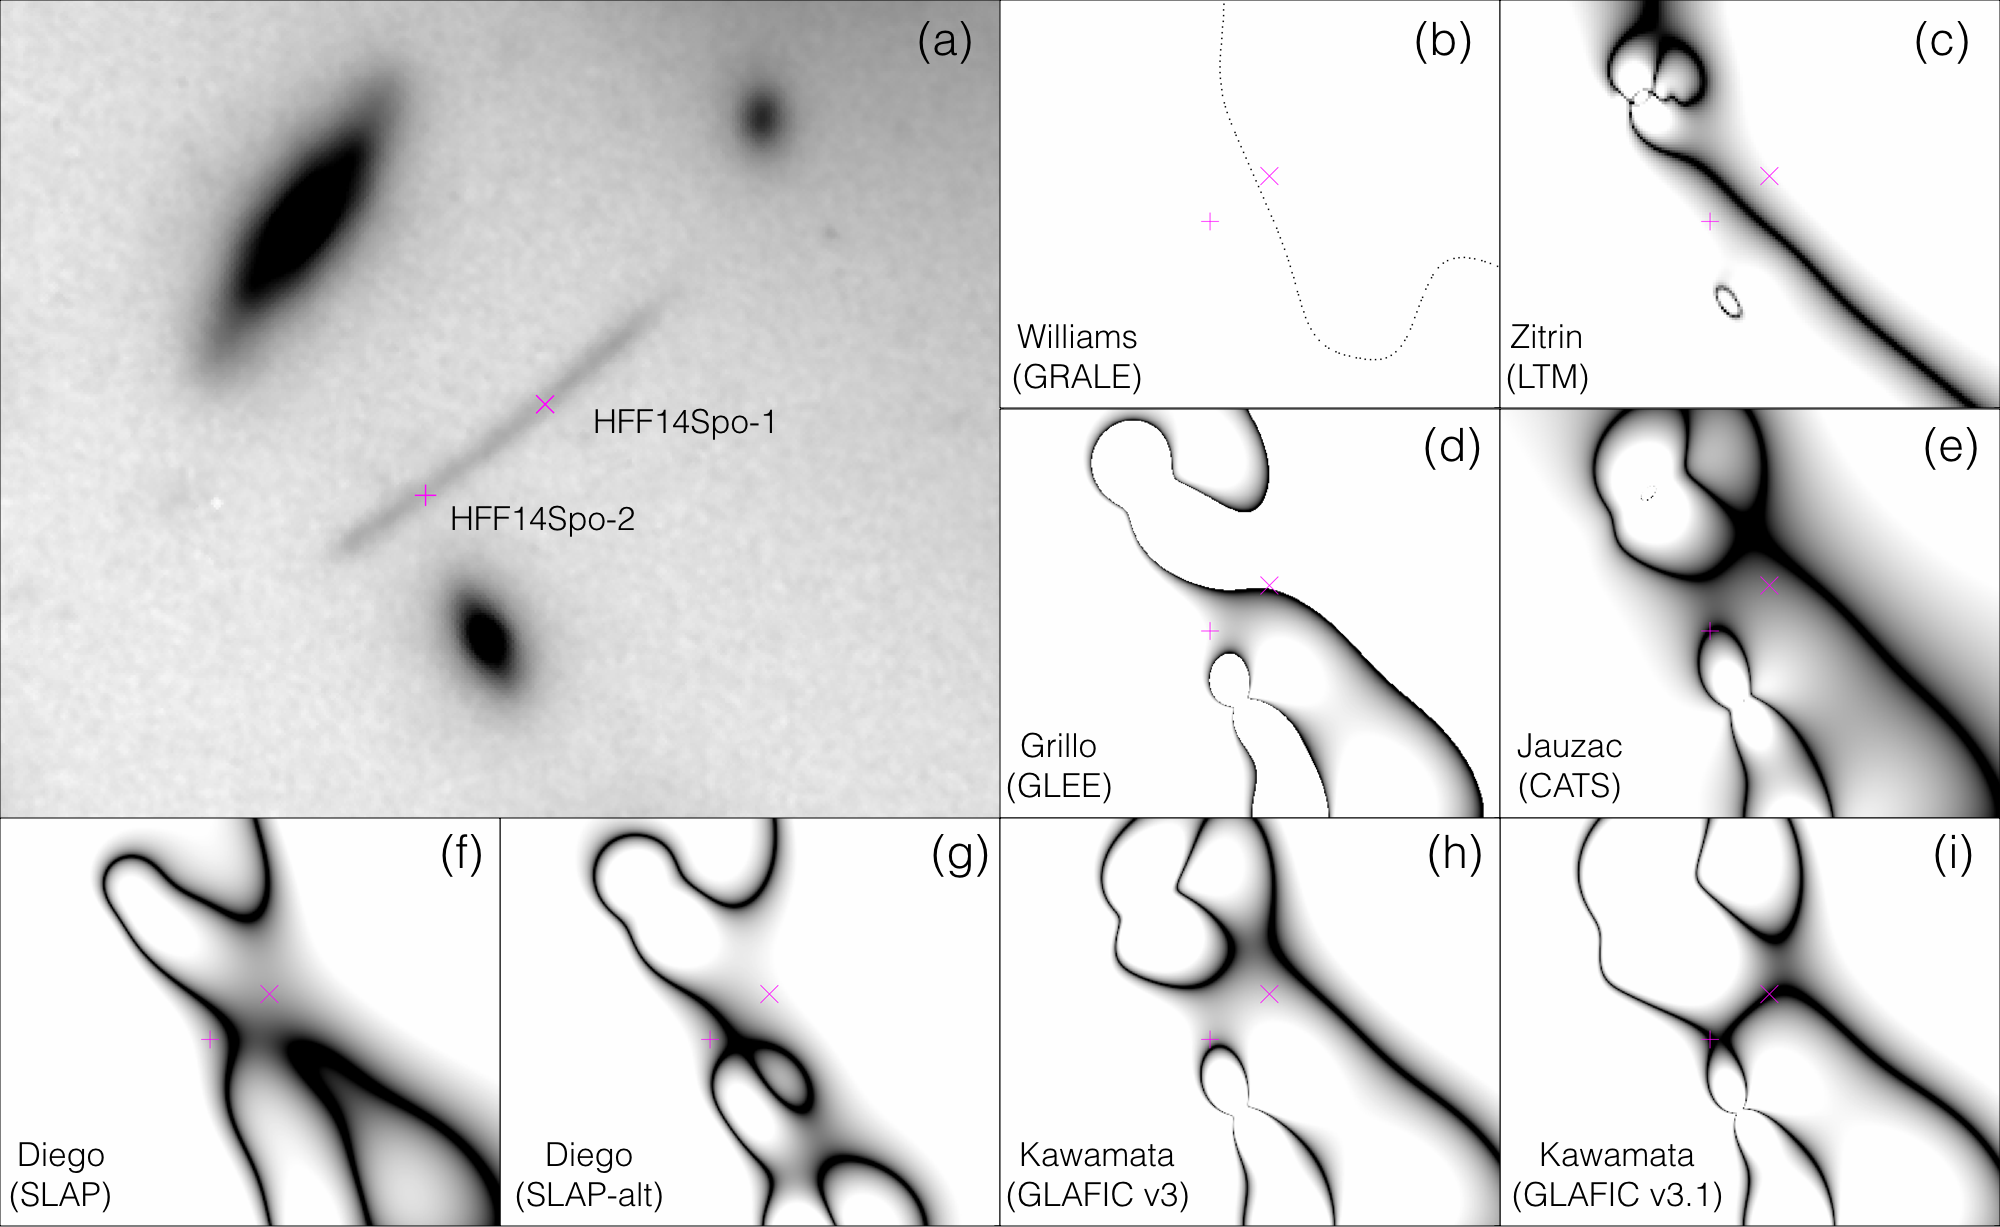 (a)
HFF14Spo-1
HFF14Spo-2
(b)
Williams
(GRALE)
(c)
Zitrin
(LTM)
(d)
Grillo
(GLEE)
(e)
Jauzac
(CATS)
(f)
Diego
(SLAP)
(g)
Diego
(SLAP-alt)
(h)
Kawamata
(GLAFIC v3)
(i)
Kawamata
(GLAFIC v3.1)